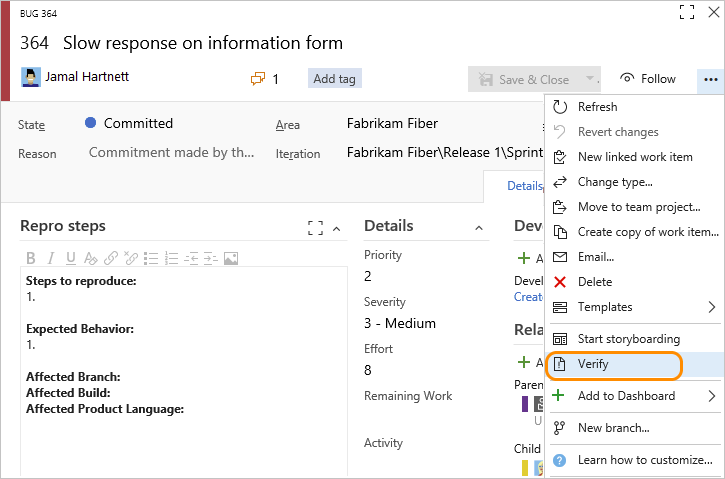 BUG 364
364 Slow response on information form
Jamal Hartnett
1
Add tag
Save & Close
Follow
State
Committed
Area
Fabrikam Fiber
Reason
Commitment made by th...
Iteration
Fabrikam Fiber\Release 1\Sprint
Details
Repro steps
B I U A
Steps to reproduce:
1.
Expected Behavior:
1.
Affected Branch:
Affected Build:
Affected Product Language:
Details
Priority
2
Severity
3 - Medium
Effort
8
Remaining Work
Activity
Deve
+ A
Devel
Create
Rela
+ A
Paren
U
Child
Refresh
Revert changes
New linked work item
Change type...
Move to team project...
Create copy of work item...
Email...
Delete
Templates
Start storyboarding
Verify
Add to Dashboard
New branch...
Learn how to customize...